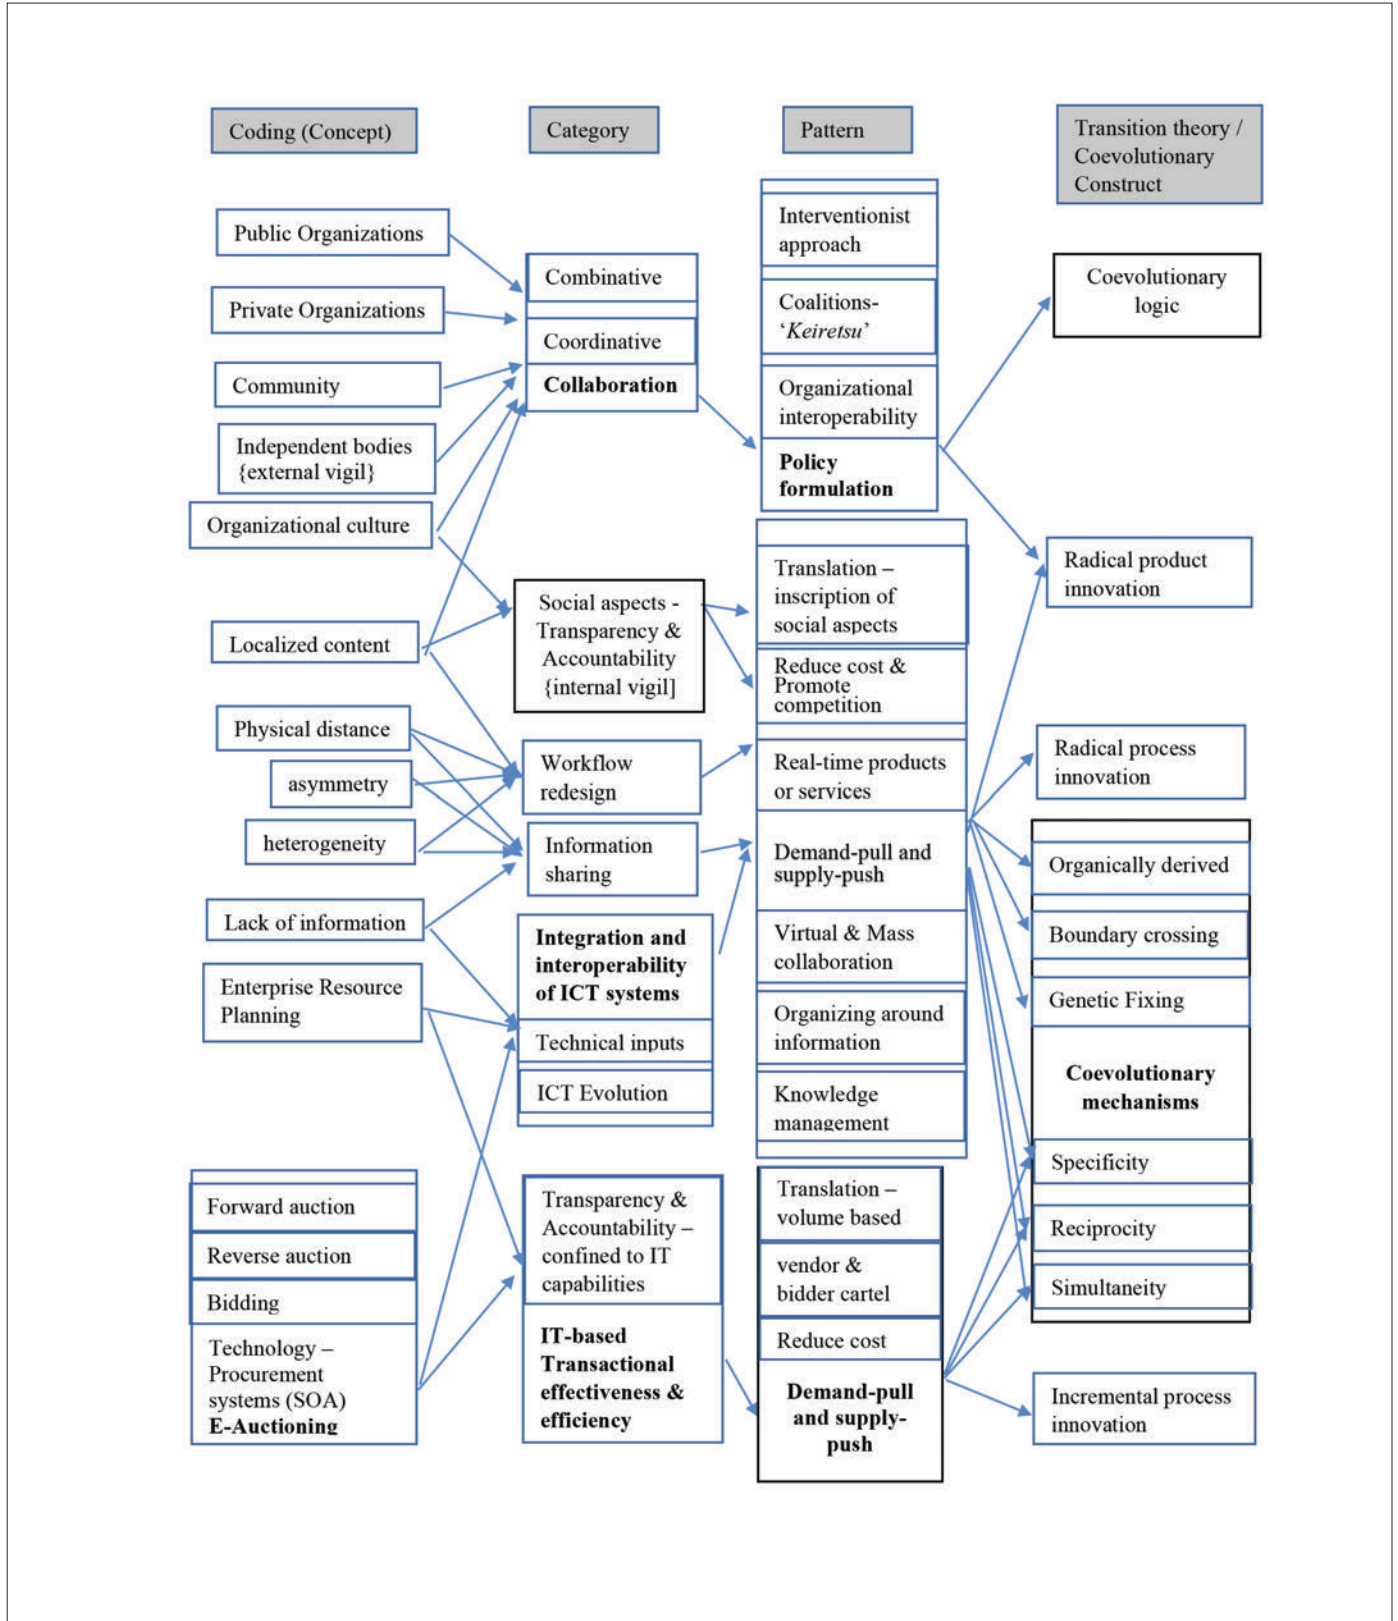 Coding (Concept)
Category
Pattern
Transition theory /
Coevolutionary
Construct
Public Organizations
Private Organizations
Community
Independent bodies
{external vigil}
Organizational culture
Localized content
Physical distance
asymmetry
heterogeneity
Lack of information
Enterprise Resource
Planning
Forward auction
Reverse auction
Bidding
Technology –
Procurement
systems (SOA)
E-Auctioning
Combinative
Coordinative
Collaboration
Social aspects -
Transparency &
Accountability
{internal vigil]
Workflow
redesign
Information
sharing
Integration and
interoperability
of ICT systems
Technical inputs
ICT Evolution
Transparency &
Accountability –
confined to IT
capabilities
IT-based
Transactional
effectiveness &
efficiency
Interventionist
approach
Coalitions-
‘Keiretsu’
Organizational
interoperability
Policy
formulation
Translation –
inscription of
social aspects
Reduce cost &
Promote
competition
Real-time products
or services
Demand-pull and
supply-push
Virtual & Mass
collaboration
Organizing around
information
Knowledge
management
Translation –
volume based
vendor &
bidder cartel
Reduce cost
Demand-pull
and supply-
push
Coevolutionary
logic
Radical product
innovation
Radical process
innovation
Organically derived
Boundary crossing
Genetic Fixing
Coevolutionary
mechanisms
Specificity
Reciprocity
Simultaneity
Incremental process
innovation